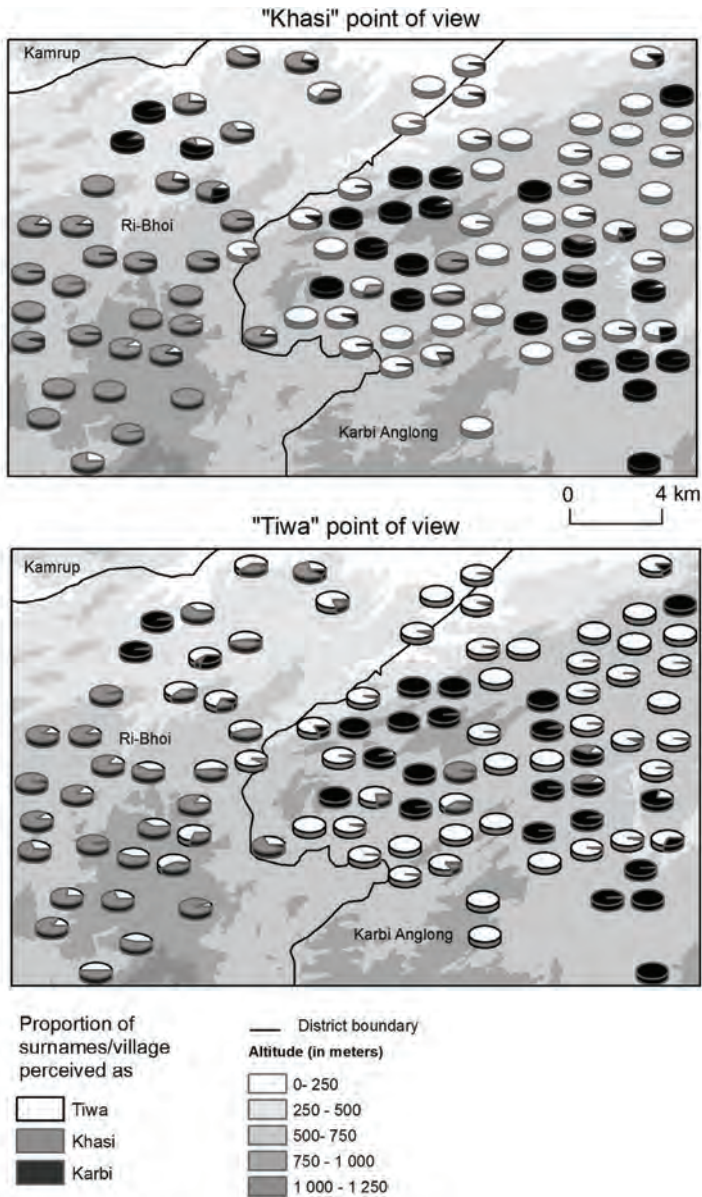 "Khasi" point of view
Kamrup
Ri-Bhoi
Karbi Anglong
0 4 km
"Tiwa" point of view
Kamrup
Ri-Bhoi
Karbi Anglong
Proportion of
surnames/village
perceived as
Tiwa
Khasi
Karbi
District boundary
Altitude (in meters)
0- 250
250 - 500
500- 750
750 - 1 000
1 000 - 1 250